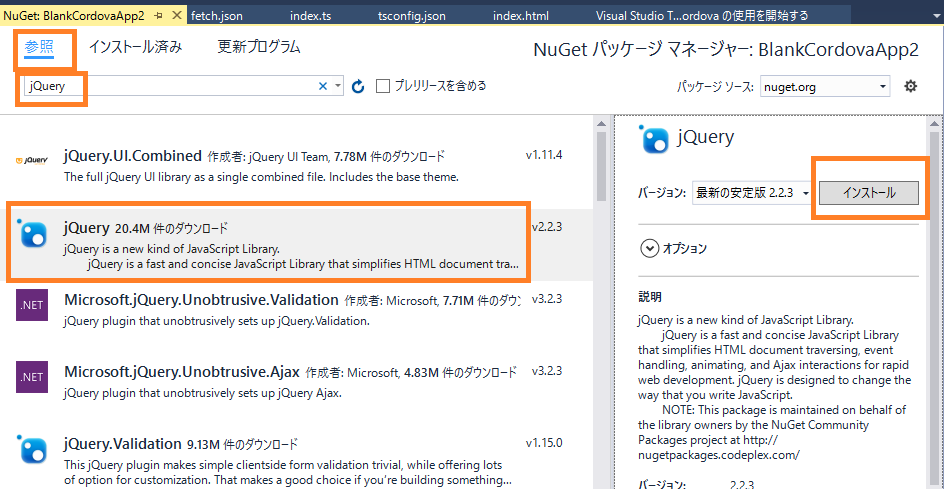 NuGet: BlankCordovaApp2 fetch.json index.ts tsconfig.json index.html Visual Studio T...ordova の使用を開始する
参照 インストール済み 更新プログラム NuGet パッケージ マネージャー: BlankCordovaApp2
jQuery プレリリースを含める パッケージ ソース: nuget.org
jQuery
jQuery.UI.Combined 作成者: jQuery UI Team, 7.78M 件のダウンロード v1.11.4
The full jQuery UI library as a single combined file. Includes the base theme.
jQuery 20.4M 件のダウンロード v2.2.3
jQuery is a new kind of JavaScript Library.
jQuery is a fast and concise JavaScript Library that simplifies HTML document tra...
.NET
Microsoft.jQuery.Unobtrusive.Validation 作成者: Microsoft, 7.71M 件のダウン v3.2.3
jQuery plugin that unobtrusively sets up jQuery.Validation.
.NET
Microsoft.jQuery.Unobtrusive.Ajax 作成者: Microsoft, 4.83M 件のダウンロード v3.2.3
jQuery plugin that unobtrusively sets up jQuery Ajax.
jQuery.Validation 9.13M 件のダウンロード v1.15.0
This jQuery plugin makes simple clientside form validation trivial, while offering lots
of option for customization. That makes a good choice if you're building something...
jQuery
バージョン: 最新の安定版 2.2.3 インストール
オプション
説明
jQuery is a new kind of JavaScript Library.
jQuery is a fast and concise JavaScript Library
that simplifies HTML document traversing, event
handling, animating, and Ajax interactions for rapid
web development. jQuery is designed to change the
way that you write JavaScript.
NOTE: This package is maintained on behalf of
the library owners by the NuGet Community
Packages project at http://
nugetpackages.codeplex.com/
バージョン: 2.2.3